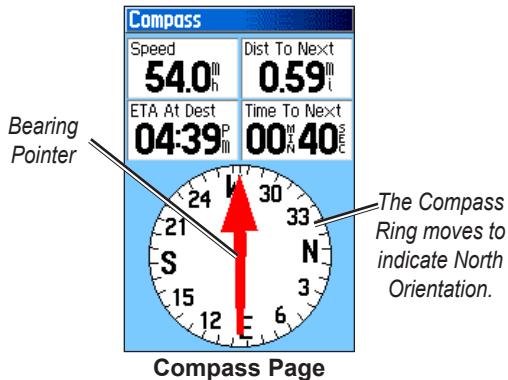 Compass
Speed
54.0 m h
Dist To Next
0.59 m i
ETA At Dest
04:39 P m
Time To Next
00 MIN 40 SEC
Bearing
Pointer
W
24
30
21
33
S
N
15
3
12
6
E
The Compass
Ring moves to
indicate North
Orientation.
Compass Page